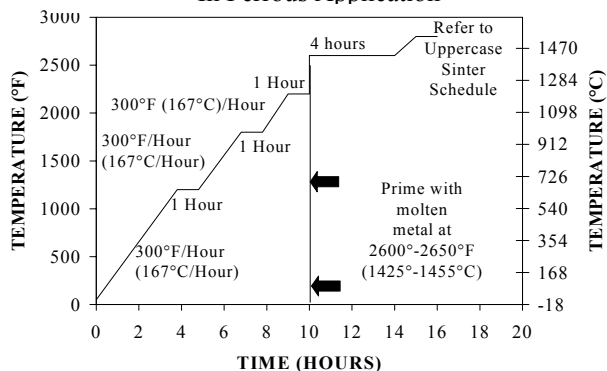 in Ferrous Application
3000
2500
2000
1500
1000
500
0
TEMPERATURE (°F)
4 hours
1 Hour
300°F (167°C)/Hour
300°F/Hour
(167°C/Hour)
1 Hour
1 Hour
300°F/Hour
(167°C/Hour)
Refer to
Uppercase
Sinter
Schedule
Prime with
molten
metal at
2600°-2650°F
(1425°-1455°C)
1470
1284
1098
912
726
540
354
168
-18
TEMPERATURE (°C)
0 2 4 6 8 10 12 14 16 18 20
TIME (HOURS)